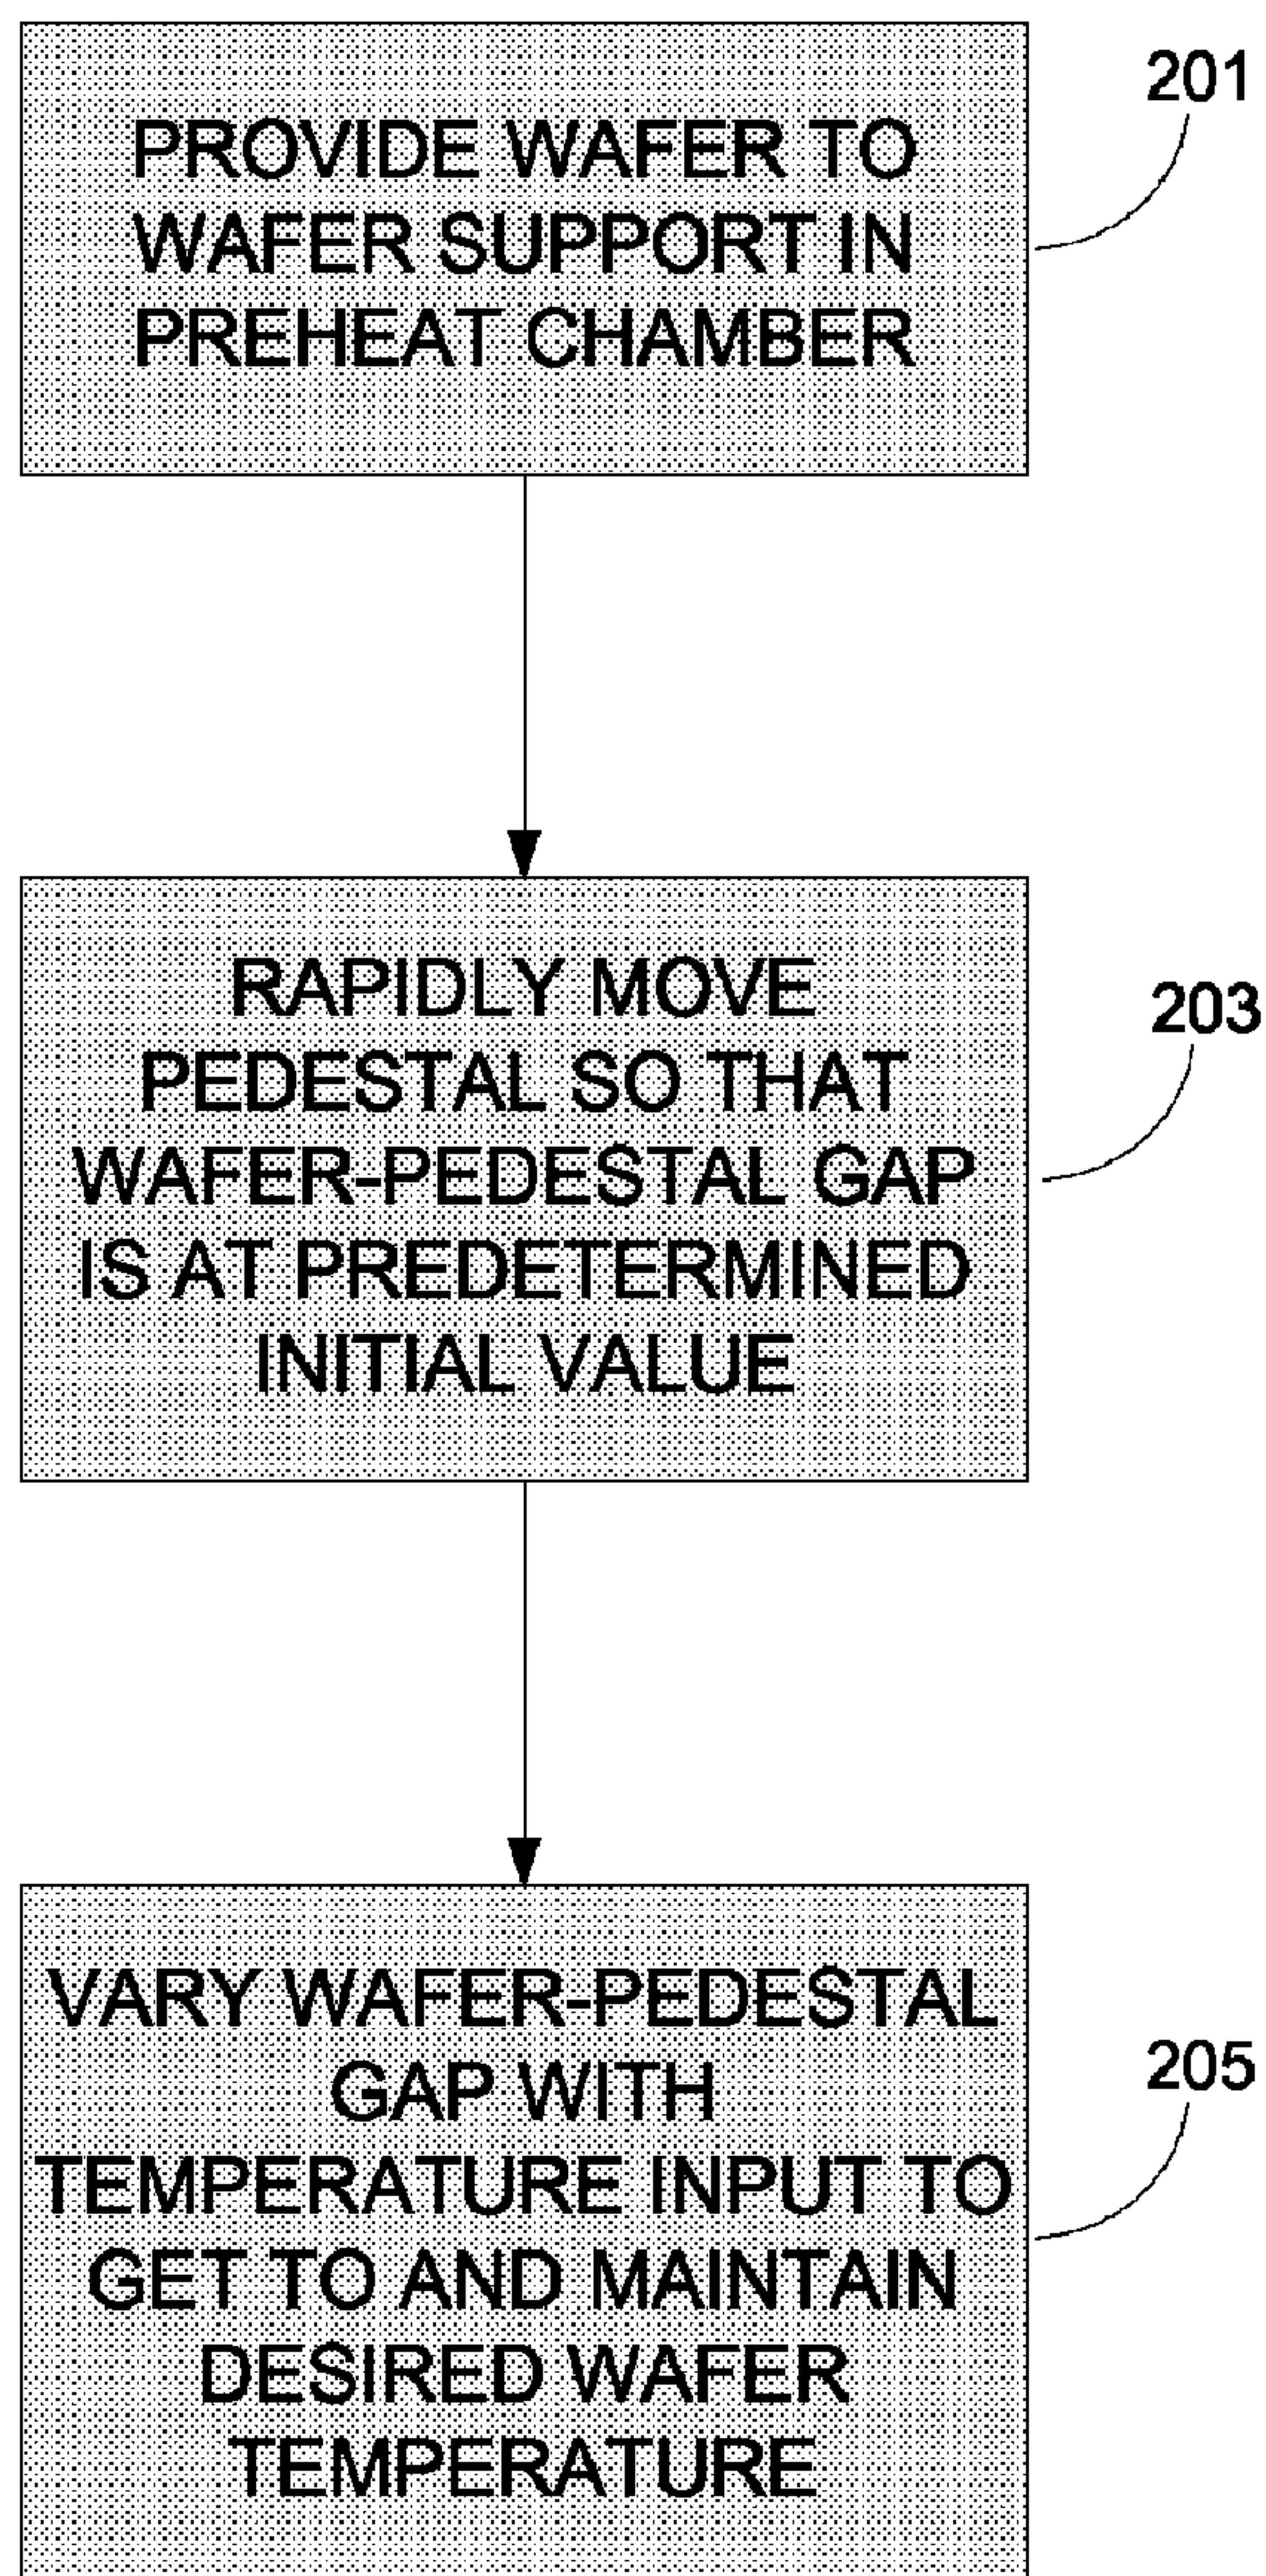 PROVIDE WAFER TO
WAFER SUPPORT IN
PREHEAT CHAMBER
201
RAPIDLY MOVE
PEDESTAL SO THAT
WAFER-PEDESTAL GAP
IS AT PREDETERMINED
INITIAL VALUE
203
VARY WAFER-PEDESTAL
GAP WITH
TEMPERATURE INPUT TO
GET TO AND MAINTAIN
DESIRED WAFER
TEMPERATURE
205